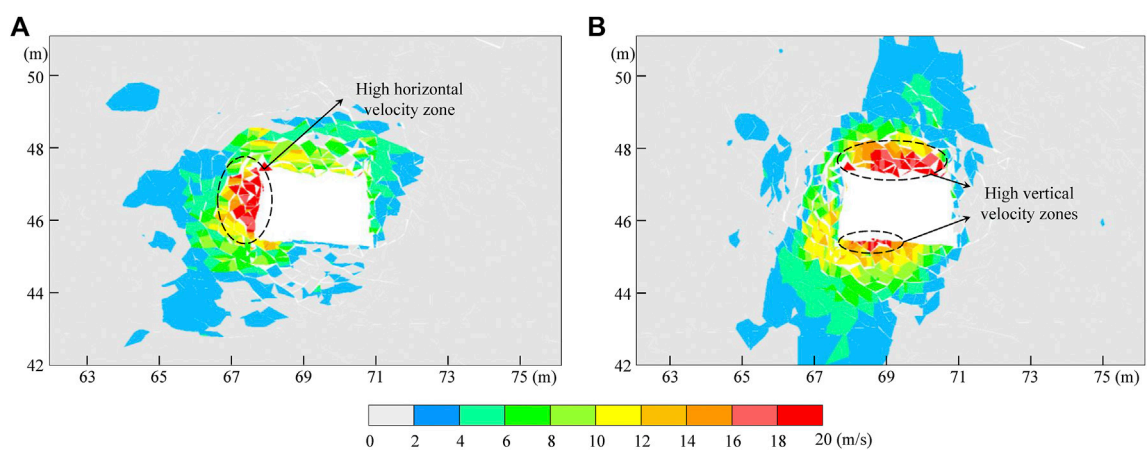 A
(m)
50
48
46
44
42
63 65 67 69 71 73 75 (m)
High horizontal
velocity zone
B
(m)
50
48
46
44
42
63 65 67 69 71 73 75 (m)
High vertical
velocity zones
0 2 4 6 8 10 12 14 16 18 20 (m/s)